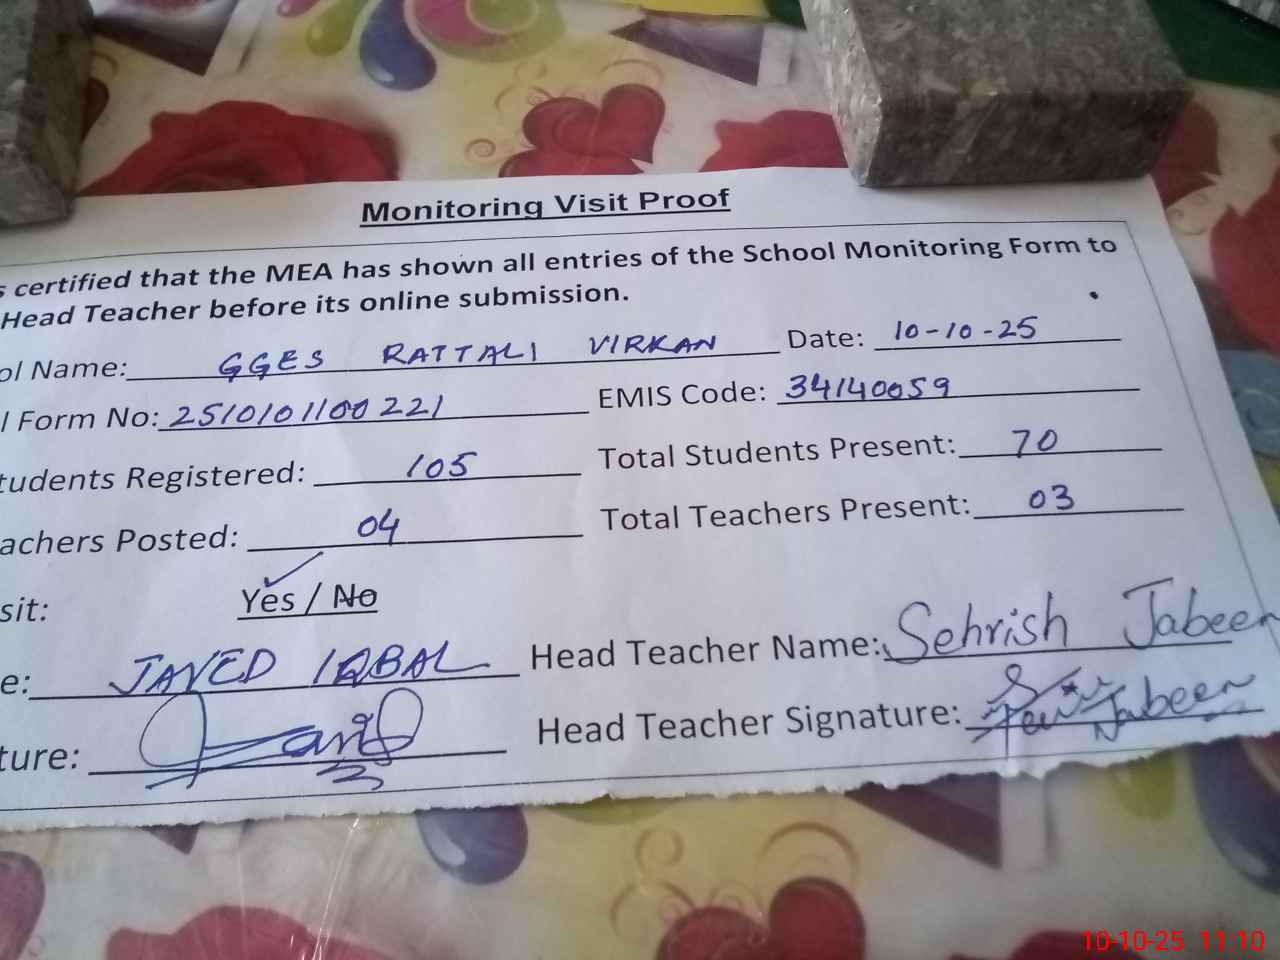 Monitoring Visit Proof
s certified that the MEA has shown all entries of the School Monitoring Form to
Head Teacher before its online submission.
ol Name: GGES RATTALI VIRKAN Date: 10-10-25
l Form No: 2510101100221 EMIS Code: 34140059
tudents Registered: 105 Total Students Present: 70
achers Posted: 04 Total Teachers Present: 03
sit: Yes / No
e: JAVED IQBAL Head Teacher Name: Sehrish Jabeen
ture: Head Teacher Signature: Jabeen
10-10-25 11:10